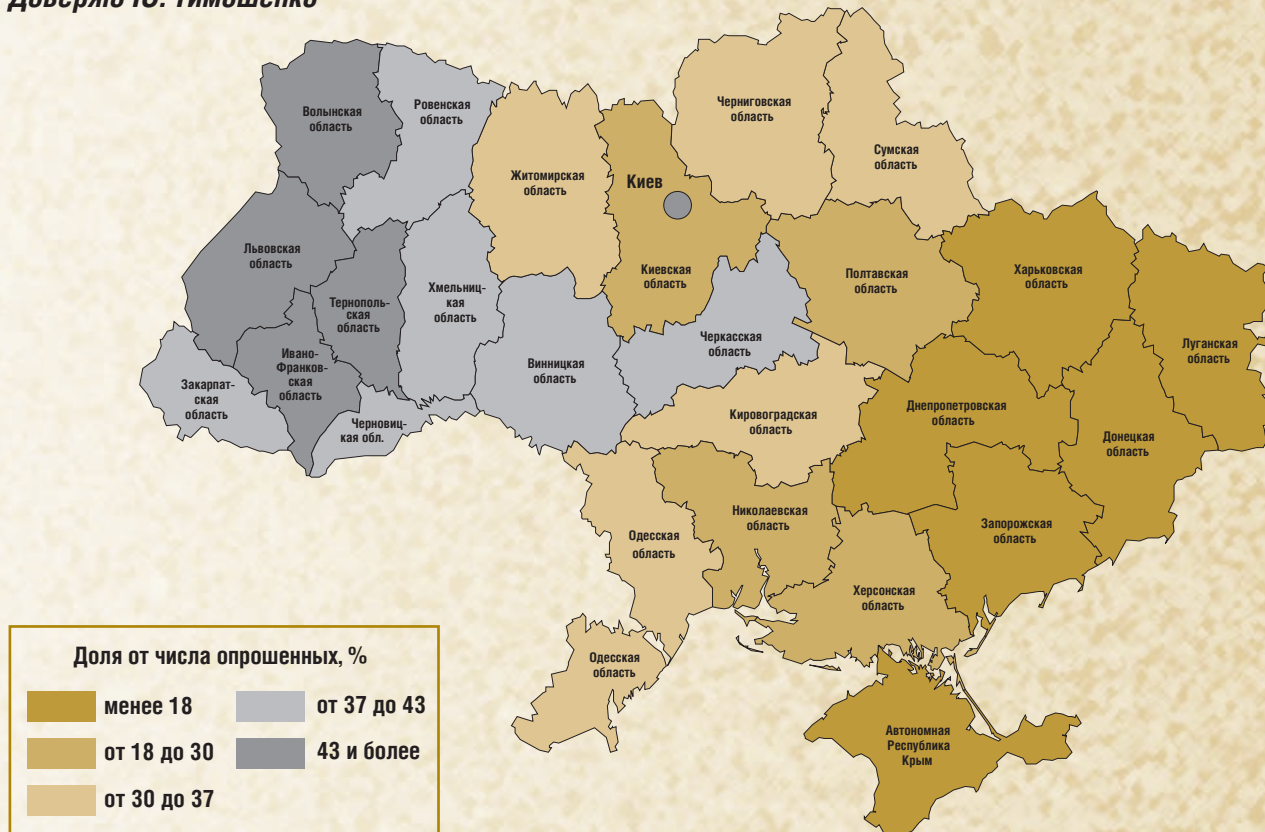 Доверяю Ю. Тимошенко
Волынская
область
Ровенская
область
Житомирская
область
Киев
Черниговская
область
Сумская
область
Львовская
область
Тернополь-
ская
область
Хмельниц-
кая
область
Киевская
область
Полтавская
область
Харьковская
область
Луганская
область
Закарпат-
ская
область
Ивано-
Франков-
ская
область
Черновиц-
кая обл.
Винницкая
область
Черкасская
область
Кировоградская
область
Днепропетровская
область
Донецкая
область
Одесская
область
Николаевская
область
Запорожская
область
Херсонская
область
Одесская
область
Автономная
Республика
Крым
Доля от числа опрошенных, %
менее 18
от 18 до 30
от 30 до 37
от 37 до 43
43 и более